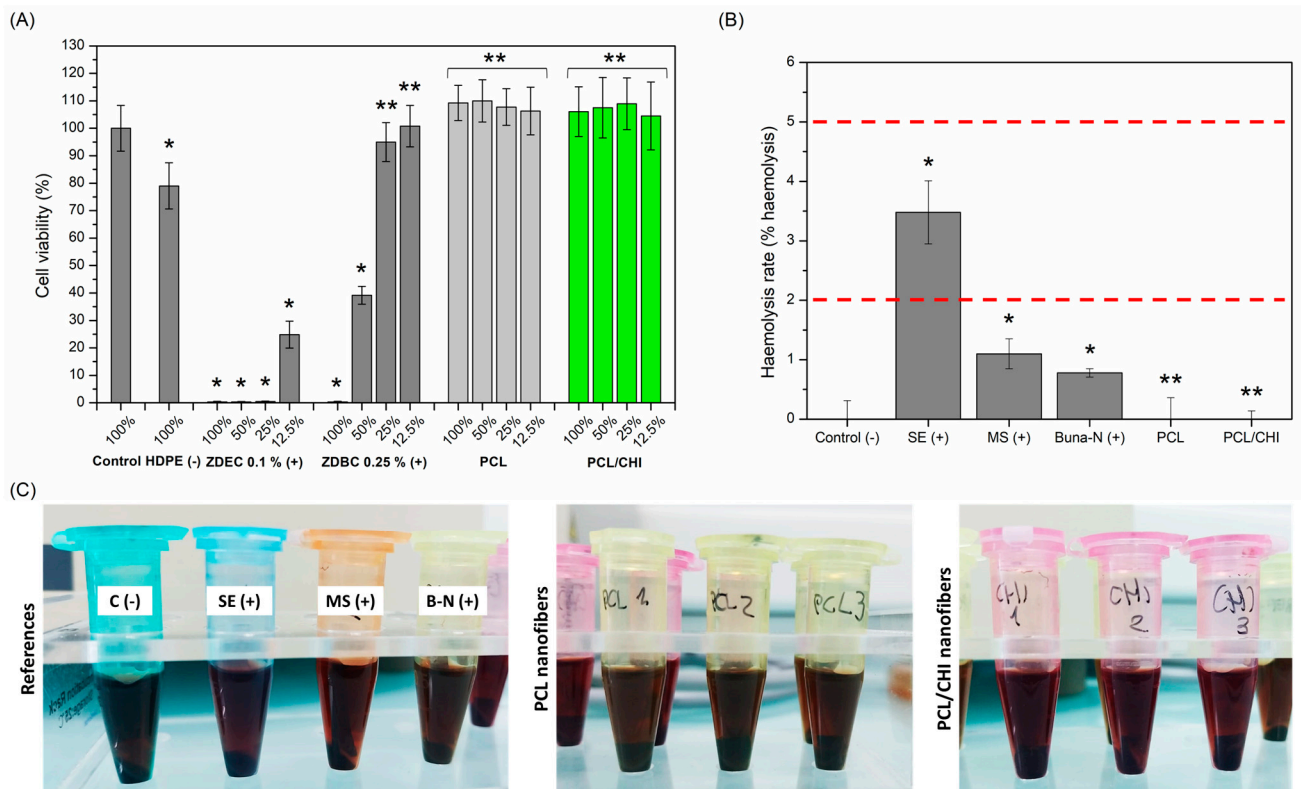 (A)
Cell viability (%)
130
120
110
100
90
80
70
60
50
40
30
20
10
0
*
* * * *
* * ** **
**
**
100% 100% 100% 50% 25% 12.5% 100% 50% 25% 12.5% 100% 50% 25% 12.5% 100% 50% 25% 12.5%
Control HDPE (-) ZDEC 0.1 % (+) ZDBC 0.25 % (+) PCL PCL/CHI
(B)
Haemolysis rate (% haemolysis)
6
5
4
3
2
1
0
* * * ** **
Control (-) SE (+) MS (+) Buna-N (+) PCL PCL/CHI
(C)
References
C (-) SE (+) MS (+) B-N (+)
PCL nanofibers
PCL 1 PCL2 PCL3
PCL/CHI nanofibers
CHI CHI CHI
1 2 3